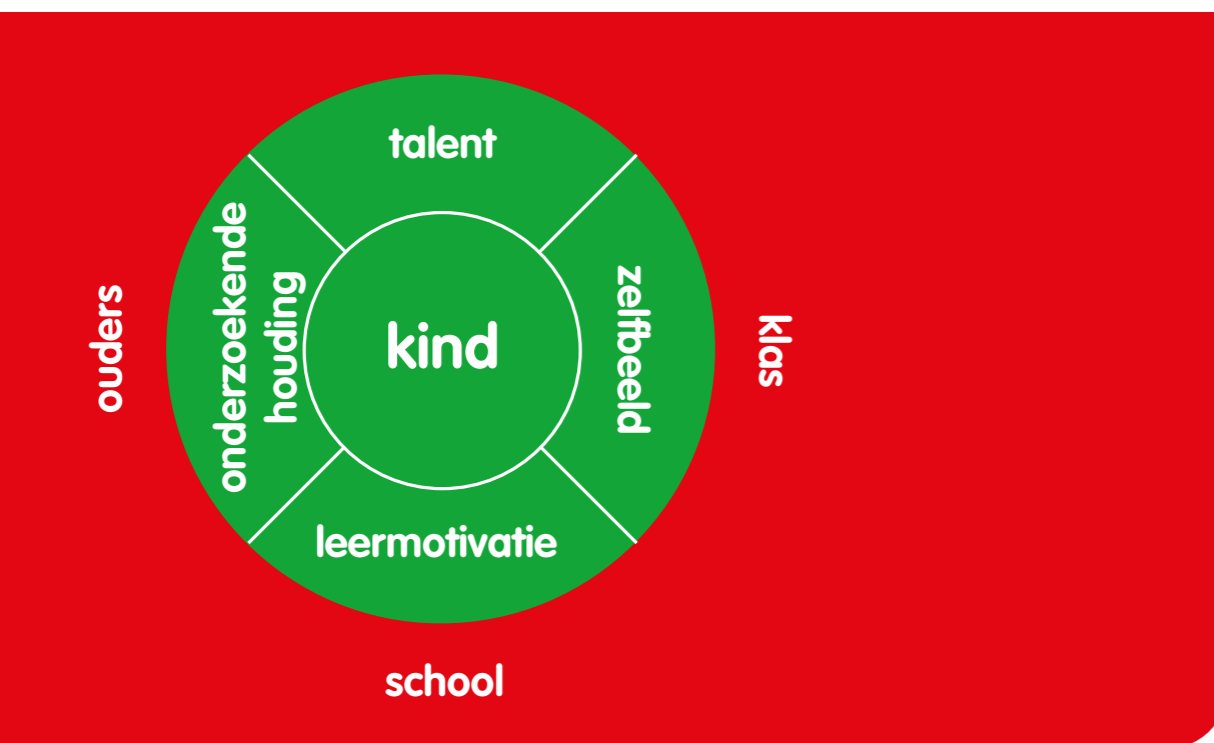 talent
onderzoekende
houding
kind
zelfbeeld
leermotivatie
ouders
klas
school